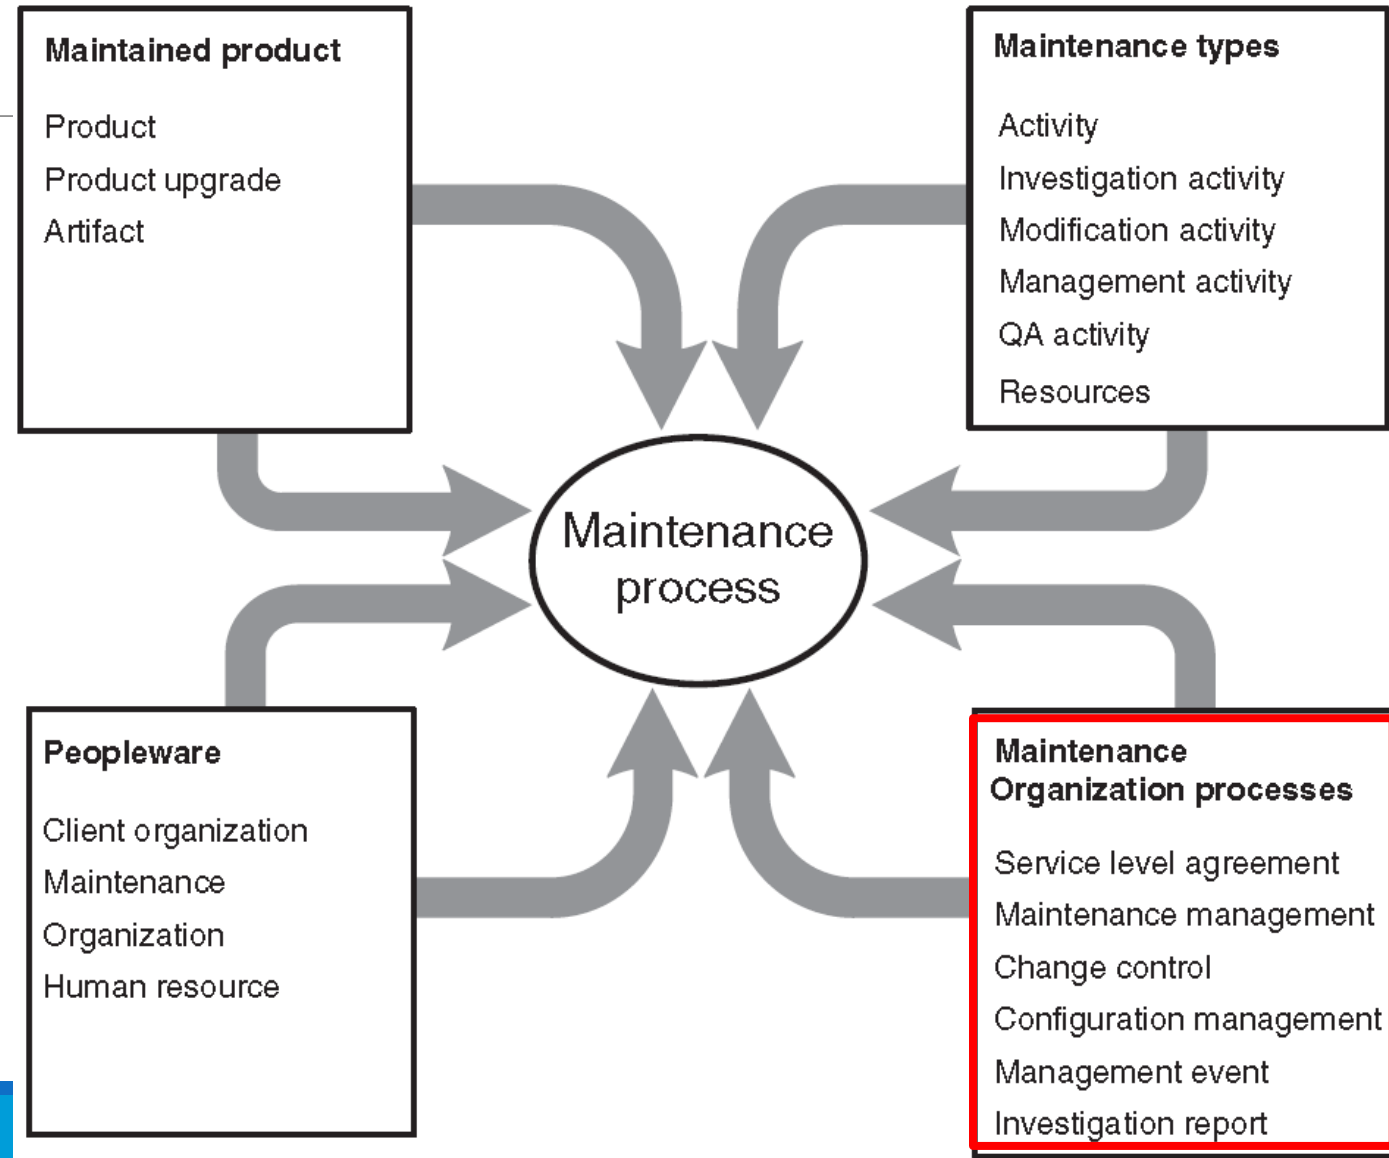 Maintained product
Product
Product upgrade
Artifact
Maintenance types
Activity
Investigation activity
Modification activity
Management activity
QA activity
Resources
Maintenance
process
Peopleware
Client organization
Maintenance
Organization
Human resource
Maintenance
Organization processes
Service level agreement
Maintenance management
Change control
Configuration management
Management event
Investigation report